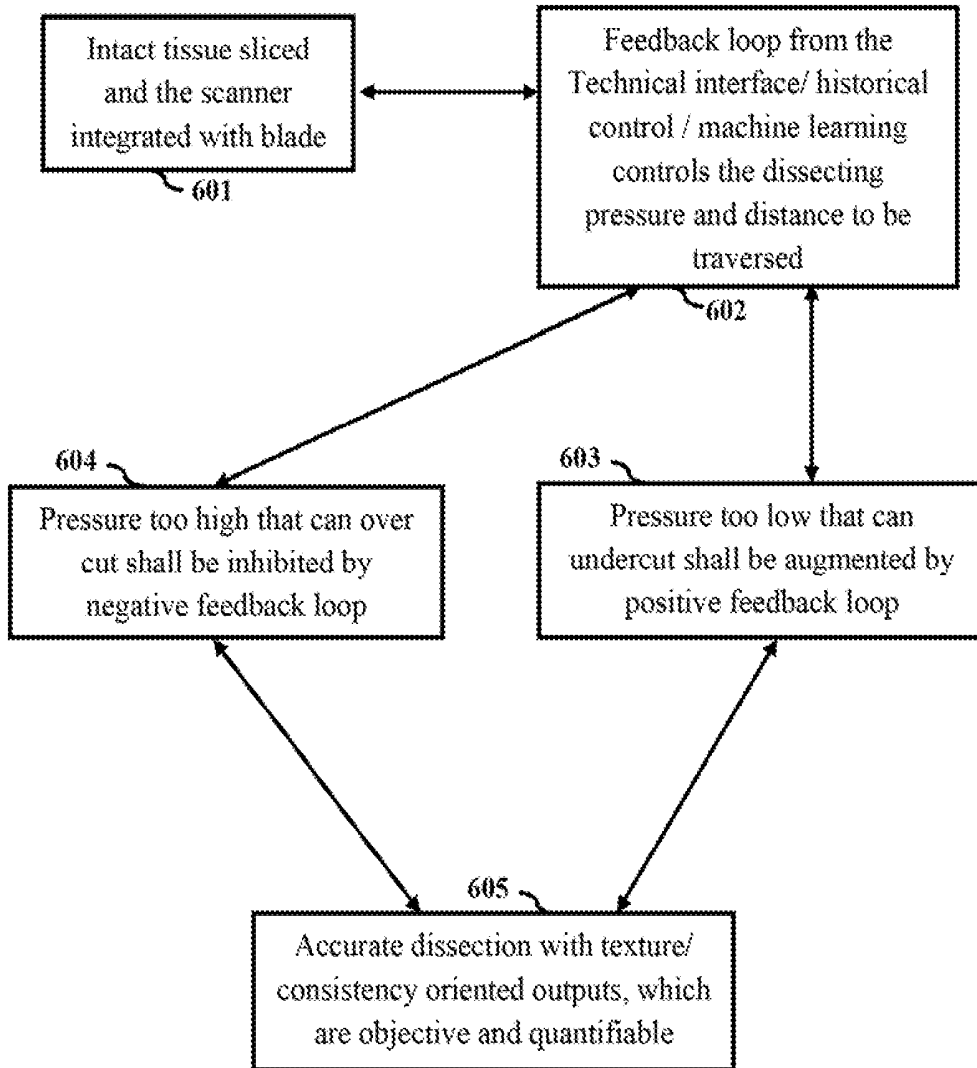 Intact tissue sliced
and the scanner
integrated with blade
601
Feedback loop from the
Technical interface/ historical
control / machine learning
controls the dissecting
pressure and distance to be
traversed
602
604
Pressure too high that can over
cut shall be inhibited by
negative feedback loop
603
Pressure too low that can
undercut shall be augmented by
positive feedback loop
605
Accurate dissection with texture/
consistency oriented outputs, which
are objective and quantifiable